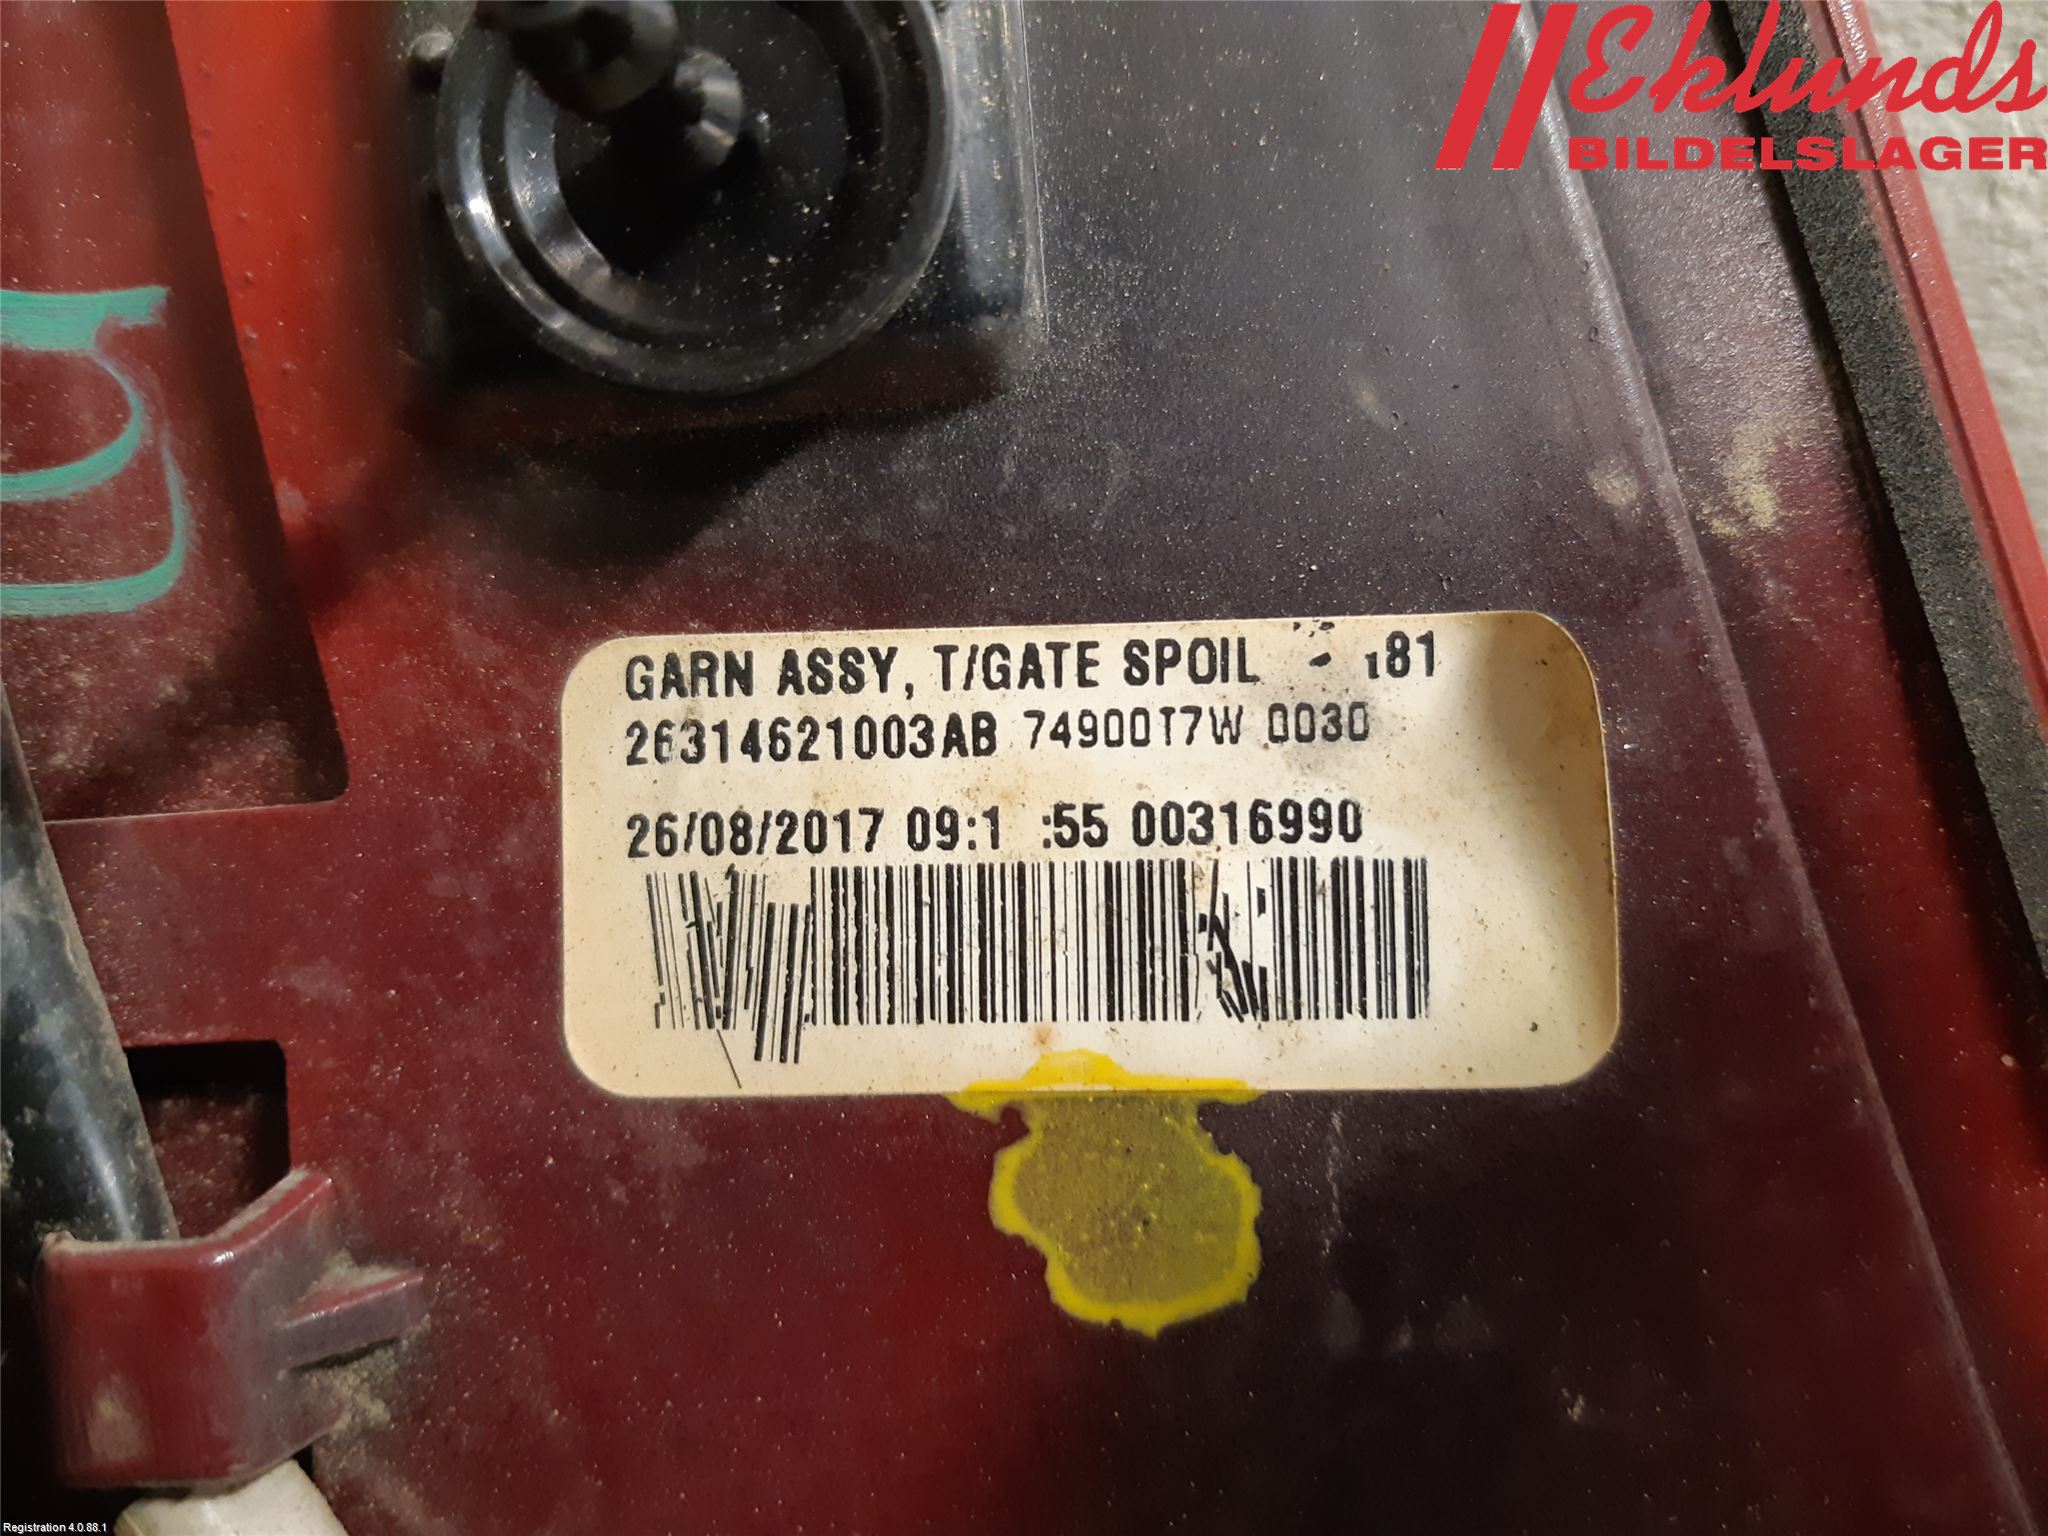 Eklunds
BILDELSLAGER
GARN ASSY, T/GATE SPOIL - 181
26314621003AB 74900T7W 0030
26/08/2017 09:1 :55 00316990
Registration 4.0.88.1